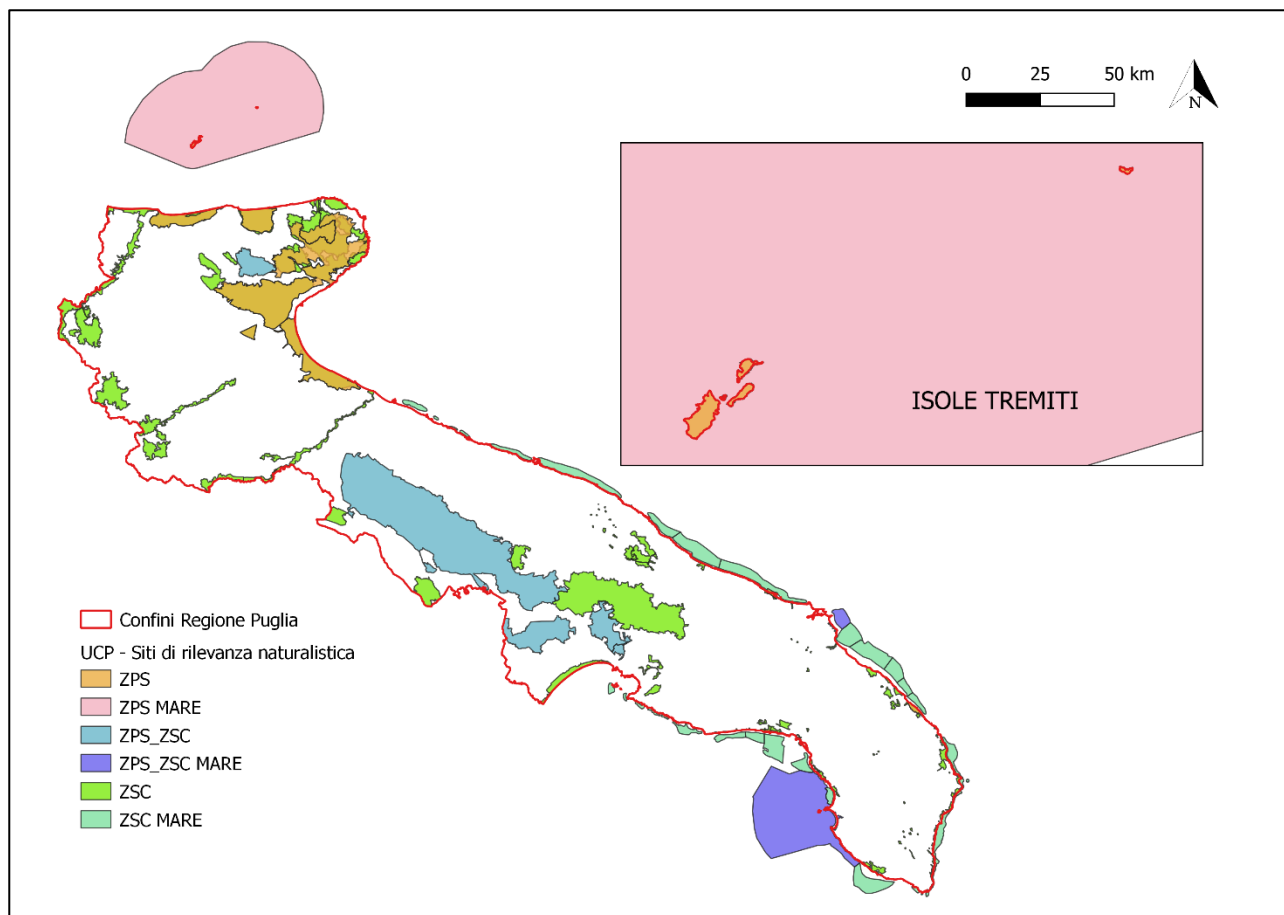 0 25 50 km
N
ISOLE TREMITI
Confini Regione Puglia
UCP - Siti di rilevanza naturalistica
ZPS
ZPS MARE
ZPS_ZSC
ZPS_ZSC MARE
ZSC
ZSC MARE